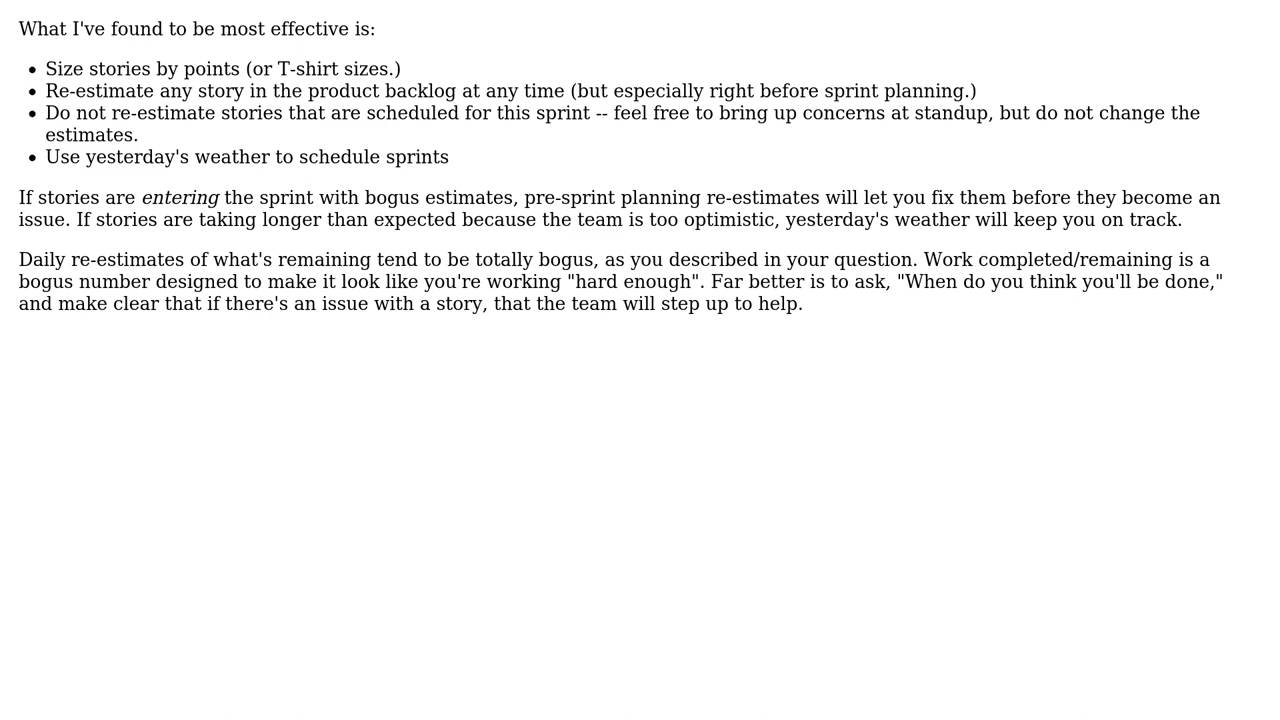 What I've found to be most effective is:
• Size stories by points (or T-shirt sizes.)
• Re-estimate any story in the product backlog at any time (but especially right before sprint planning.)
• Do not re-estimate stories that are scheduled for this sprint -- feel free to bring up concerns at standup, but do not change the
estimates.
• Use yesterday's weather to schedule sprints
If stories are entering the sprint with bogus estimates, pre-sprint planning re-estimates will let you fix them before they become an
issue. If stories are taking longer than expected because the team is too optimistic, yesterday's weather will keep you on track.
Daily re-estimates of what's remaining tend to be totally bogus, as you described in your question. Work completed/remaining is a
bogus number designed to make it look like you're working "hard enough". Far better is to ask, "When do you think you'll be done,"
and make clear that if there's an issue with a story, that the team will step up to help.